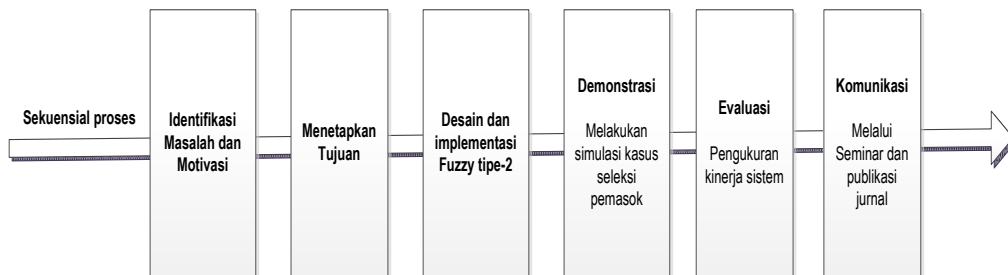 Sekuensial proses
Identifikasi
Masalah dan
Motivasi
Menetapkan
Tujuan
Desain dan
implementasi
Fuzzy tipe-2
Demonstrasi
Melakukan
simulasi kasus
seleksi
pemasok
Evaluasi
Pengukuran
kinerja sistem
Komunikasi
Melalui
Seminar dan
publikasi
jurnal